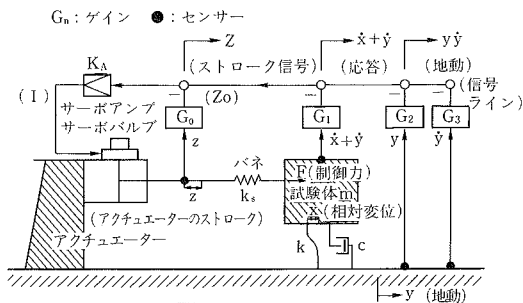 Gₙ：ゲイン ●：センサー
Z
ẋ＋ẏ
yẏ
K_A
(ストローク信号)
(応答)
(地動)
(I)
(Zo)
(信号ライン)
サーボアンプ
サーボバルブ
G₀
G₁
G₂
G₃
z
ẋ＋ẏ
y
ẏ
バネ
F(制御力)
試験体m
z
kₛ
x(相対変位)
(アクチュエーターのストローク)
アクチュエーター
k
c
y (地動)